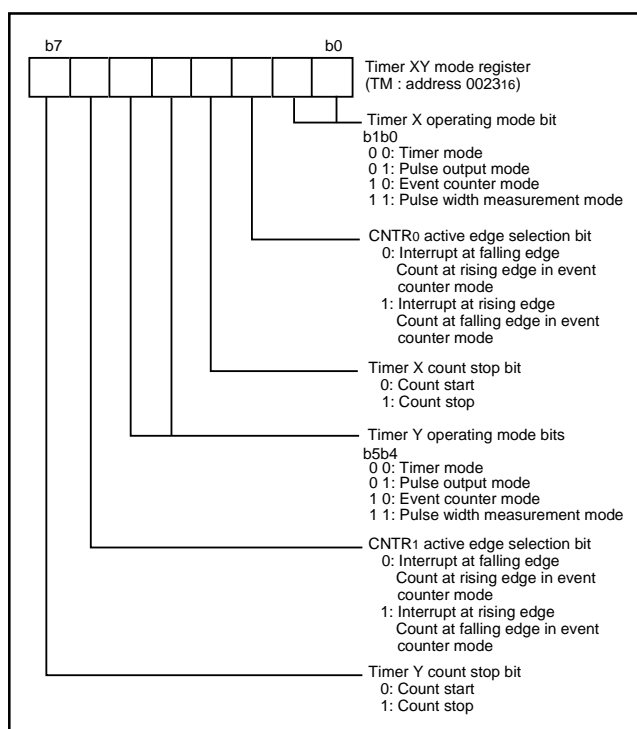 b7 b0
Timer XY mode register
(TM : address 002316)
Timer X operating mode bit
b1b0
0 0: Timer mode
0 1: Pulse output mode
1 0: Event counter mode
1 1: Pulse width measurement mode
CNTR0 active edge selection bit
0: Interrupt at falling edge
Count at rising edge in event
counter mode
1: Interrupt at rising edge
Count at falling edge in event
counter mode
Timer X count stop bit
0: Count start
1: Count stop
Timer Y operating mode bits
b5b4
0 0: Timer mode
0 1: Pulse output mode
1 0: Event counter mode
1 1: Pulse width measurement mode
CNTR1 active edge selection bit
0: Interrupt at falling edge
Count at rising edge in event
counter mode
1: Interrupt at rising edge
Count at falling edge in event
counter mode
Timer Y count stop bit
0: Count start
1: Count stop